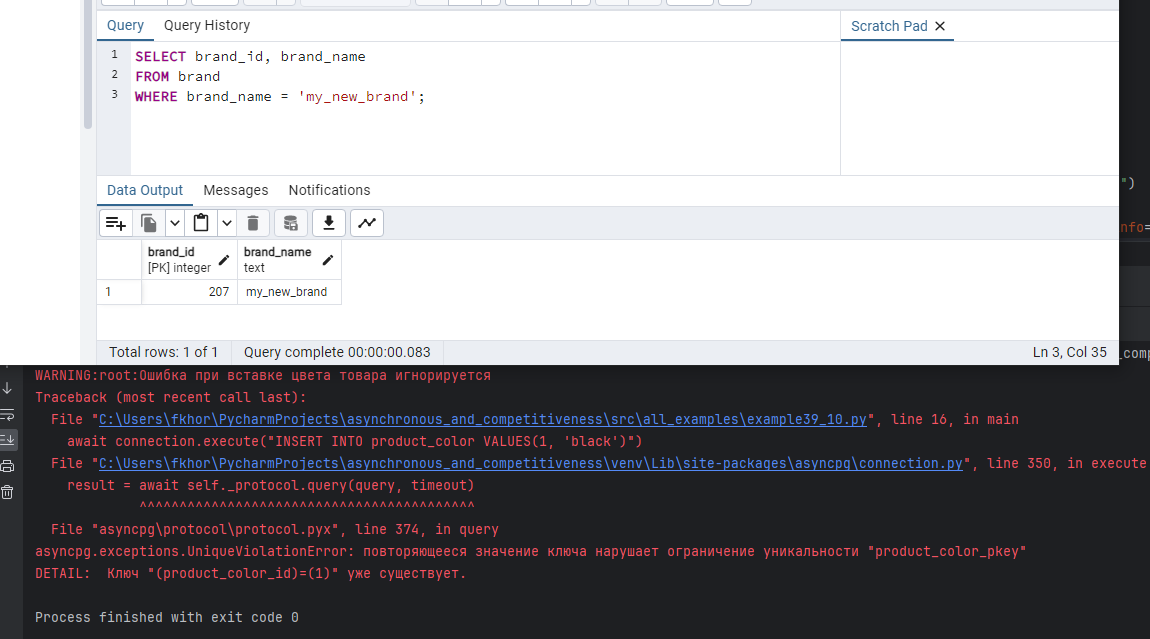 Query Query History
Scratch Pad ✕
1 SELECT brand_id, brand_name
2 FROM brand
3 WHERE brand_name = 'my_new_brand';
")
nfo=
Data Output Messages Notifications
brand_id brand_name
[PK] integer text
1 207 my_new_brand
Total rows: 1 of 1 Query complete 00:00:00.083 Ln 3, Col 35
_comp
WARNING:root:Ошибка при вставке цвета товара игнорируется
Traceback (most recent call last):
File "C:\Users\fkhor\PycharmProjects\asynchronous_and_competitiveness\src\all_examples\example39_10.py", line 16, in main
await connection.execute("INSERT INTO product_color VALUES(1, 'black')")
File "C:\Users\fkhor\PycharmProjects\asynchronous_and_competitiveness\venv\Lib\site-packages\asyncpg\connection.py", line 350, in execute
result = await self._protocol.query(query, timeout)
^^^^^^^^^^^^^^^^^^^^^^^^^^^^^^^^^^^^^^^^^^
File "asyncpg\protocol\protocol.pyx", line 374, in query
asyncpg.exceptions.UniqueViolationError: повторяющееся значение ключа нарушает ограничение уникальности "product_color_pkey"
DETAIL:  Ключ "(product_color_id)=(1)" уже существует.
Process finished with exit code 0